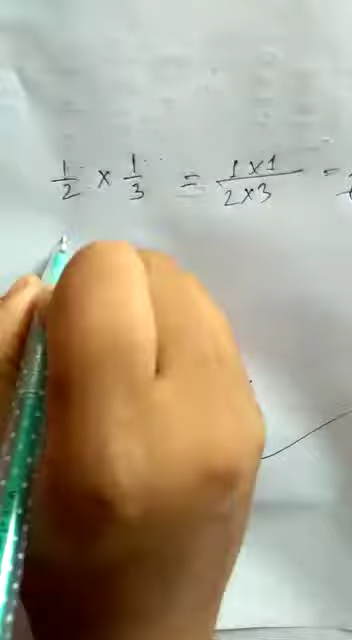 1/2 × 1/3 = 1×1/2×3 =